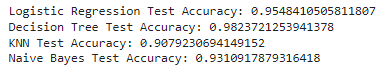 Logistic Regression Test Accuracy: 0.9548410505811807
Decision Tree Test Accuracy: 0.9823721253941378
KNN Test Accuracy: 0.9079230694149152
Naive Bayes Test Accuracy: 0.9310917879316418